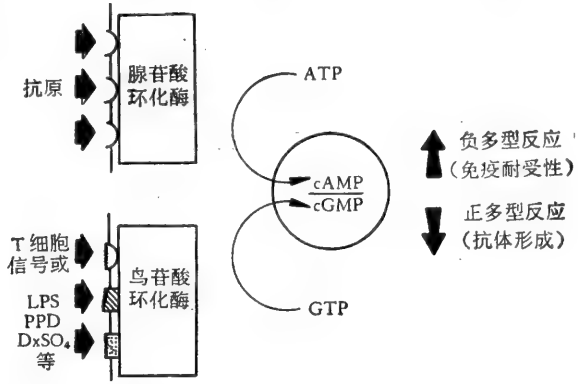 抗原
腺苷酸
环化酶
ATP
cAMP
cGMP
负多型反应
(免疫耐受性)
正多型反应
(抗体形成)
T细胞
信号或
LPS
PPD
DxSO₄
等
鸟苷酸
环化酶
GTP